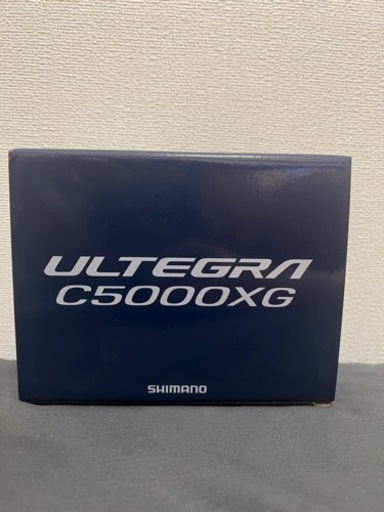 ULTEGRA
C5000XG
SHIMANO